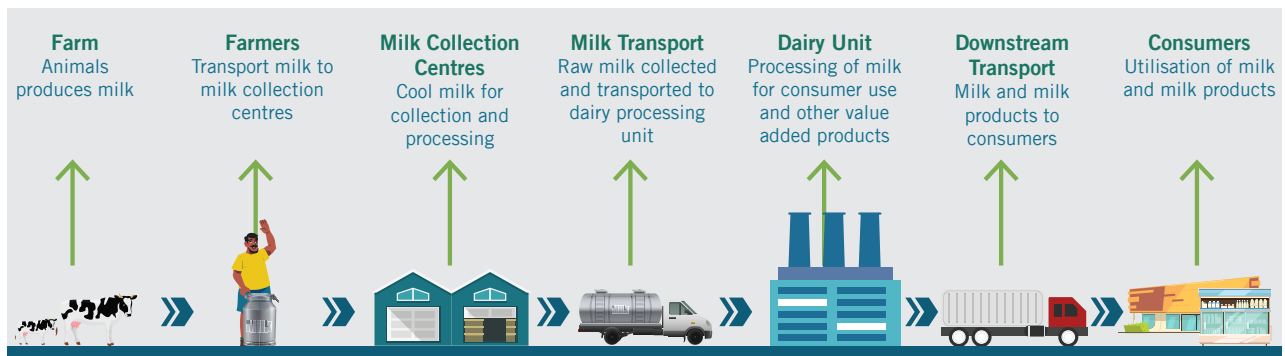 Farm
Animals
produces milk
Farmers
Transport milk to
milk collection
centres
Milk Collection
Centres
Cool milk for
collection and
processing
Milk Transport
Raw milk collected
and transported to
dairy processing
unit
Dairy Unit
Processing of milk
for consumer use
and other value
added products
Downstream
Transport
Milk and milk
products to
consumers
Consumers
Utilisation of milk
and milk products